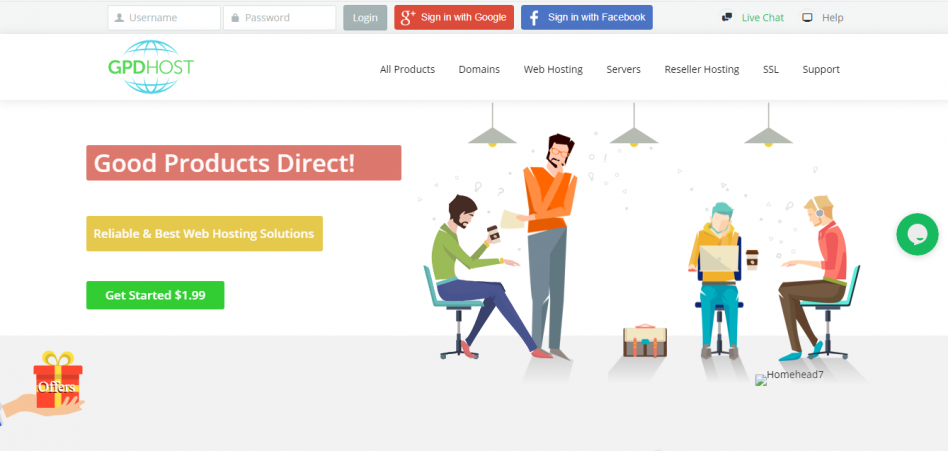 Username
Password
Login
Sign in with Google
Sign in with Facebook
Live Chat
Help
GPDHOST
All Products
Domains
Web Hosting
Servers
Reseller Hosting
SSL
Support
Good Products Direct!
Reliable & Best Web Hosting Solutions
Get Started $1.99
Offers
Homehead7